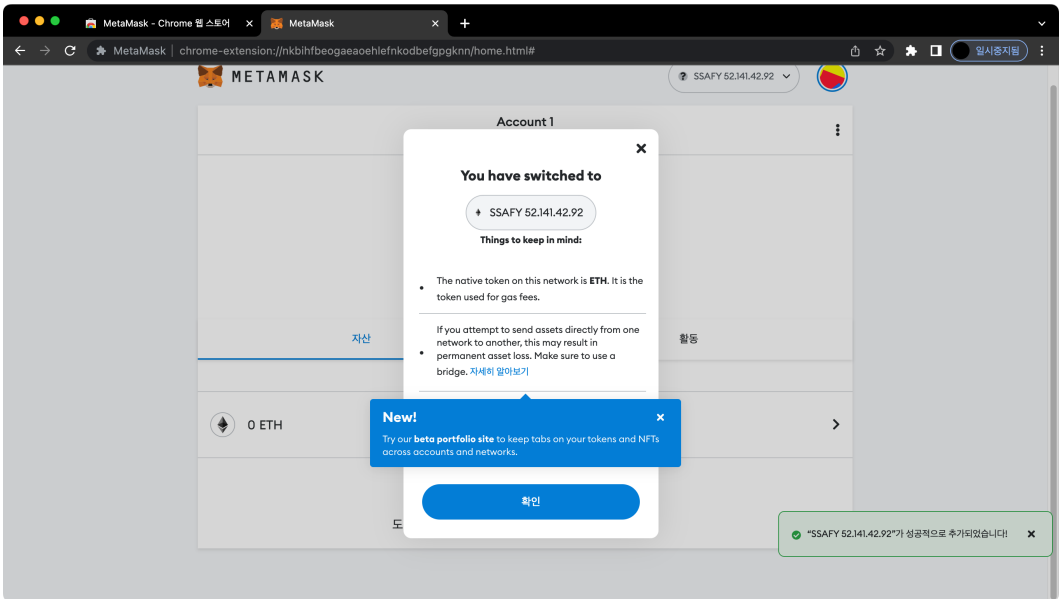 MetaMask - Chrome 웹 스토어
MetaMask
MetaMask | chrome-extension://nkbihfbeogaeaoehlefnkodbefgpgknn/home.html#
일시중지됨
METAMASK
SSAFY 52.141.42.92
Account 1
You have switched to
SSAFY 52.141.42.92
Things to keep in mind:
The native token on this network is ETH. It is the
token used for gas fees.
If you attempt to send assets directly from one
network to another, this may result in
permanent asset loss. Make sure to use a
bridge. 자세히 알아보기
자산
활동
New!
Try our beta portfolio site to keep tabs on your tokens and NFTs
across accounts and networks.
0 ETH
확인
도
"SSAFY 52.141.42.92"가 성공적으로 추가되었습니다!